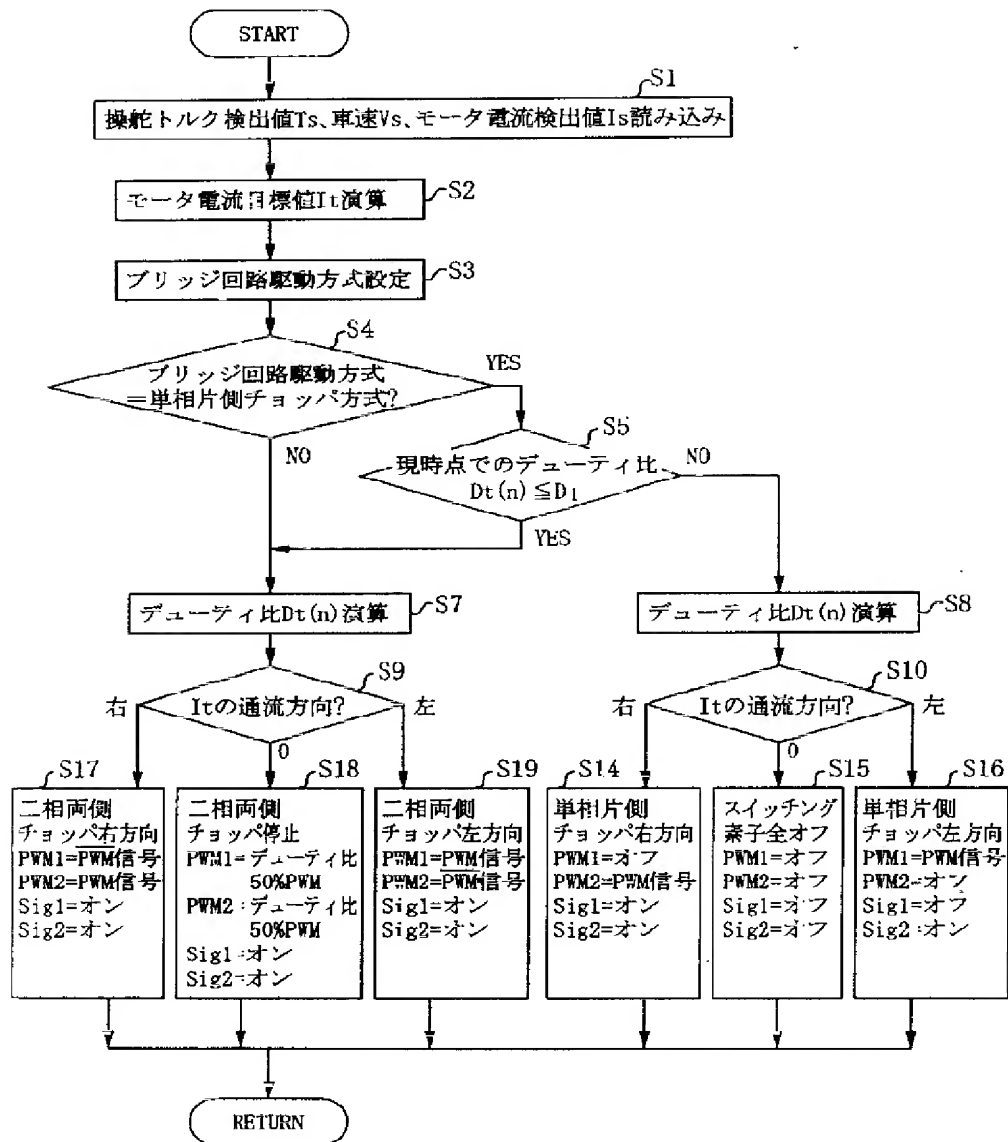 START
S1
操舵トルク検出値Ts、車速Vs、モータ電流検出値Is読み込み
S2
モータ電流目標値It演算
S3
ブリッジ回路駆動方式設定
S4
ブリッジ回路駆動方式
=単相片側チョッパ方式?
YES
NO
S5
現時点でのデューティ比
Dt(n)≦D1
NO
YES
S7
デューティ比Dt(n)演算
S8
デューティ比Dt(n)演算
S9
Itの通流方向?
右
左
0
S10
Itの通流方向?
右
左
0
S17
二相両側
チョッパ右方向
PWM1=P̅W̅M̅信号
PWM2=PWM信号
Sig1=オン
Sig2=オン
S18
二相両側
チョッパ停止
PWM1=デューティ比
50%PWM
PWM2=デューティ比
50%PWM
Sig1=オン
Sig2=オン
S19
二相両側
チョッパ左方向
PWM1=PWM信号
PWM2=P̅W̅M̅信号
Sig1=オン
Sig2=オン
S14
単相片側
チョッパ右方向
PWM1=オフ
PWM2=PWM信号
Sig1=オン
Sig2=オン
S15
スイッチング
素子全オフ
PWM1=オフ
PWM2=オフ
Sig1=オフ
Sig2=オフ
S16
単相片側
チョッパ左方向
PWM1=PWM信号
PWM2=オフ
Sig1=オフ
Sig2=オン
RETURN